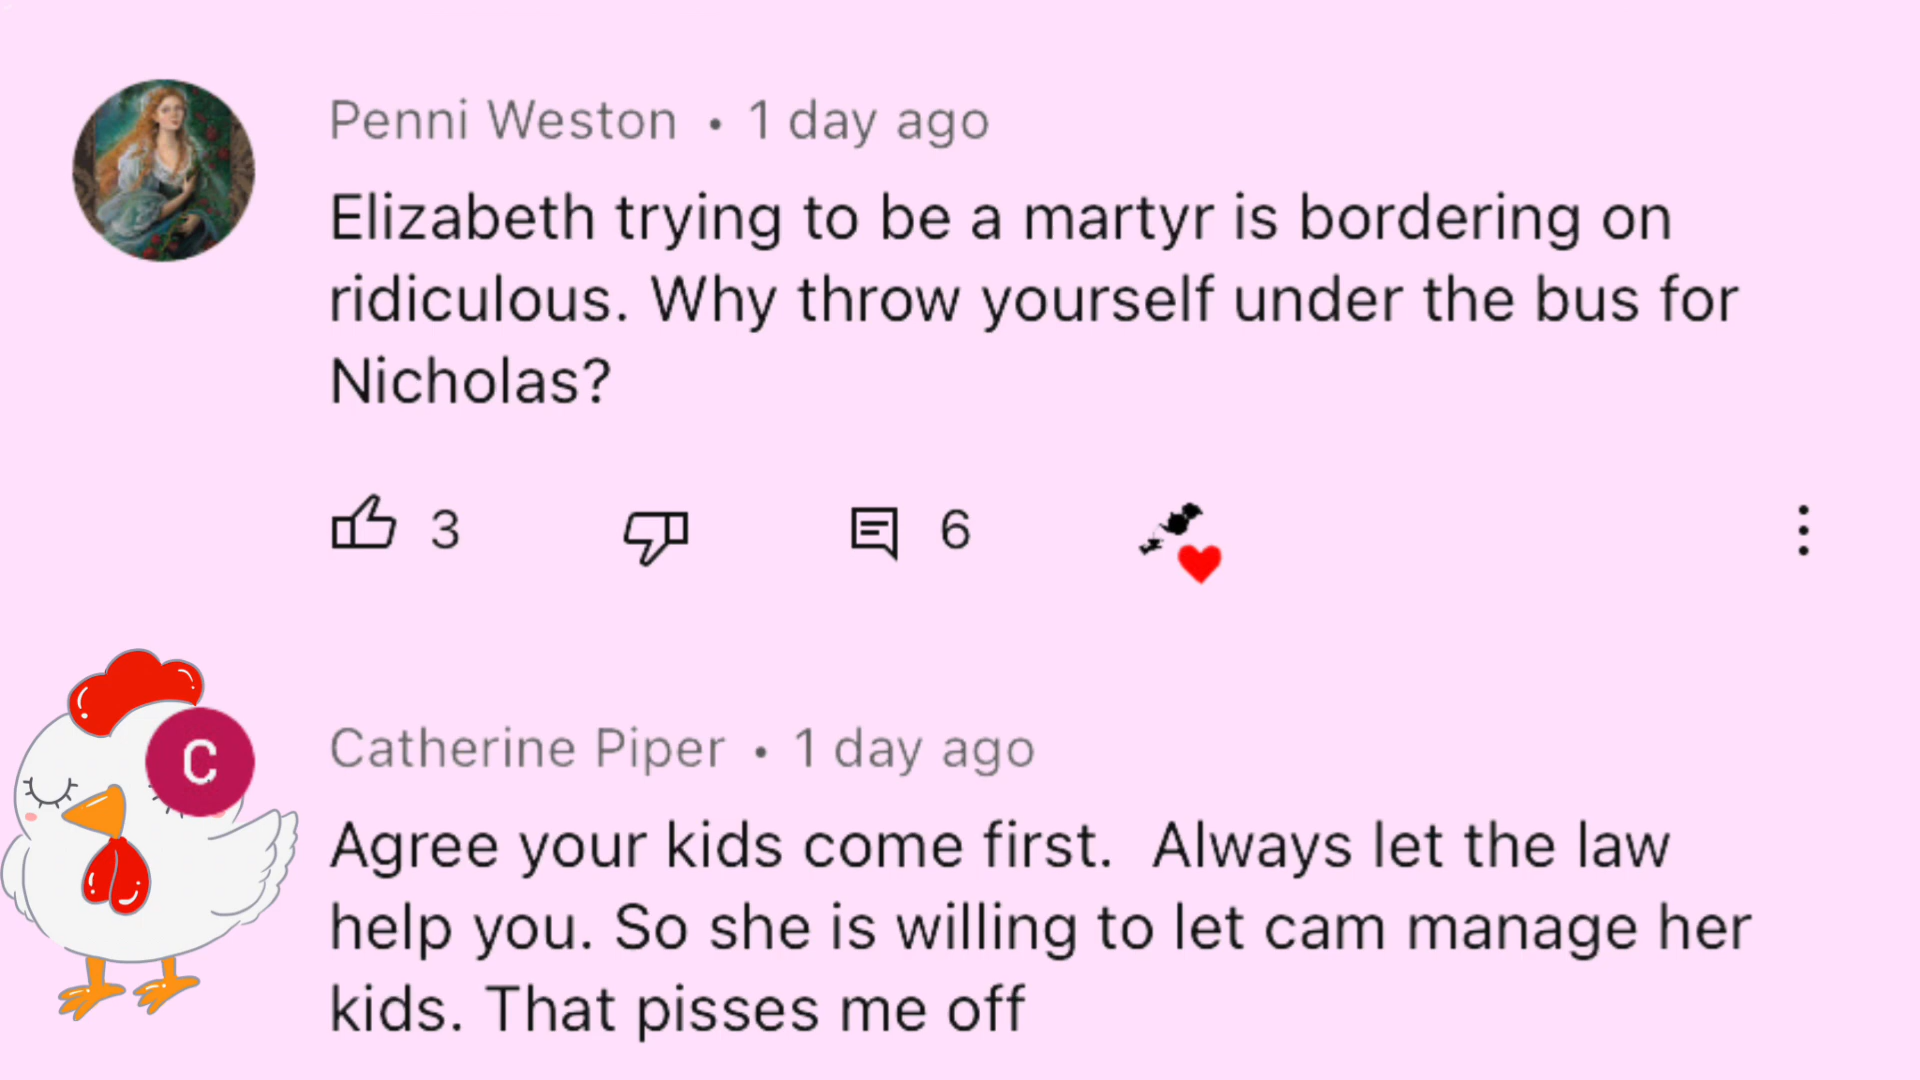 Penni Weston • 1 day ago
Elizabeth trying to be a martyr is bordering on
ridiculous. Why throw yourself under the bus for
Nicholas?
3 6
C
Catherine Piper • 1 day ago
Agree your kids come first.  Always let the law
help you. So she is willing to let cam manage her
kids. That pisses me off